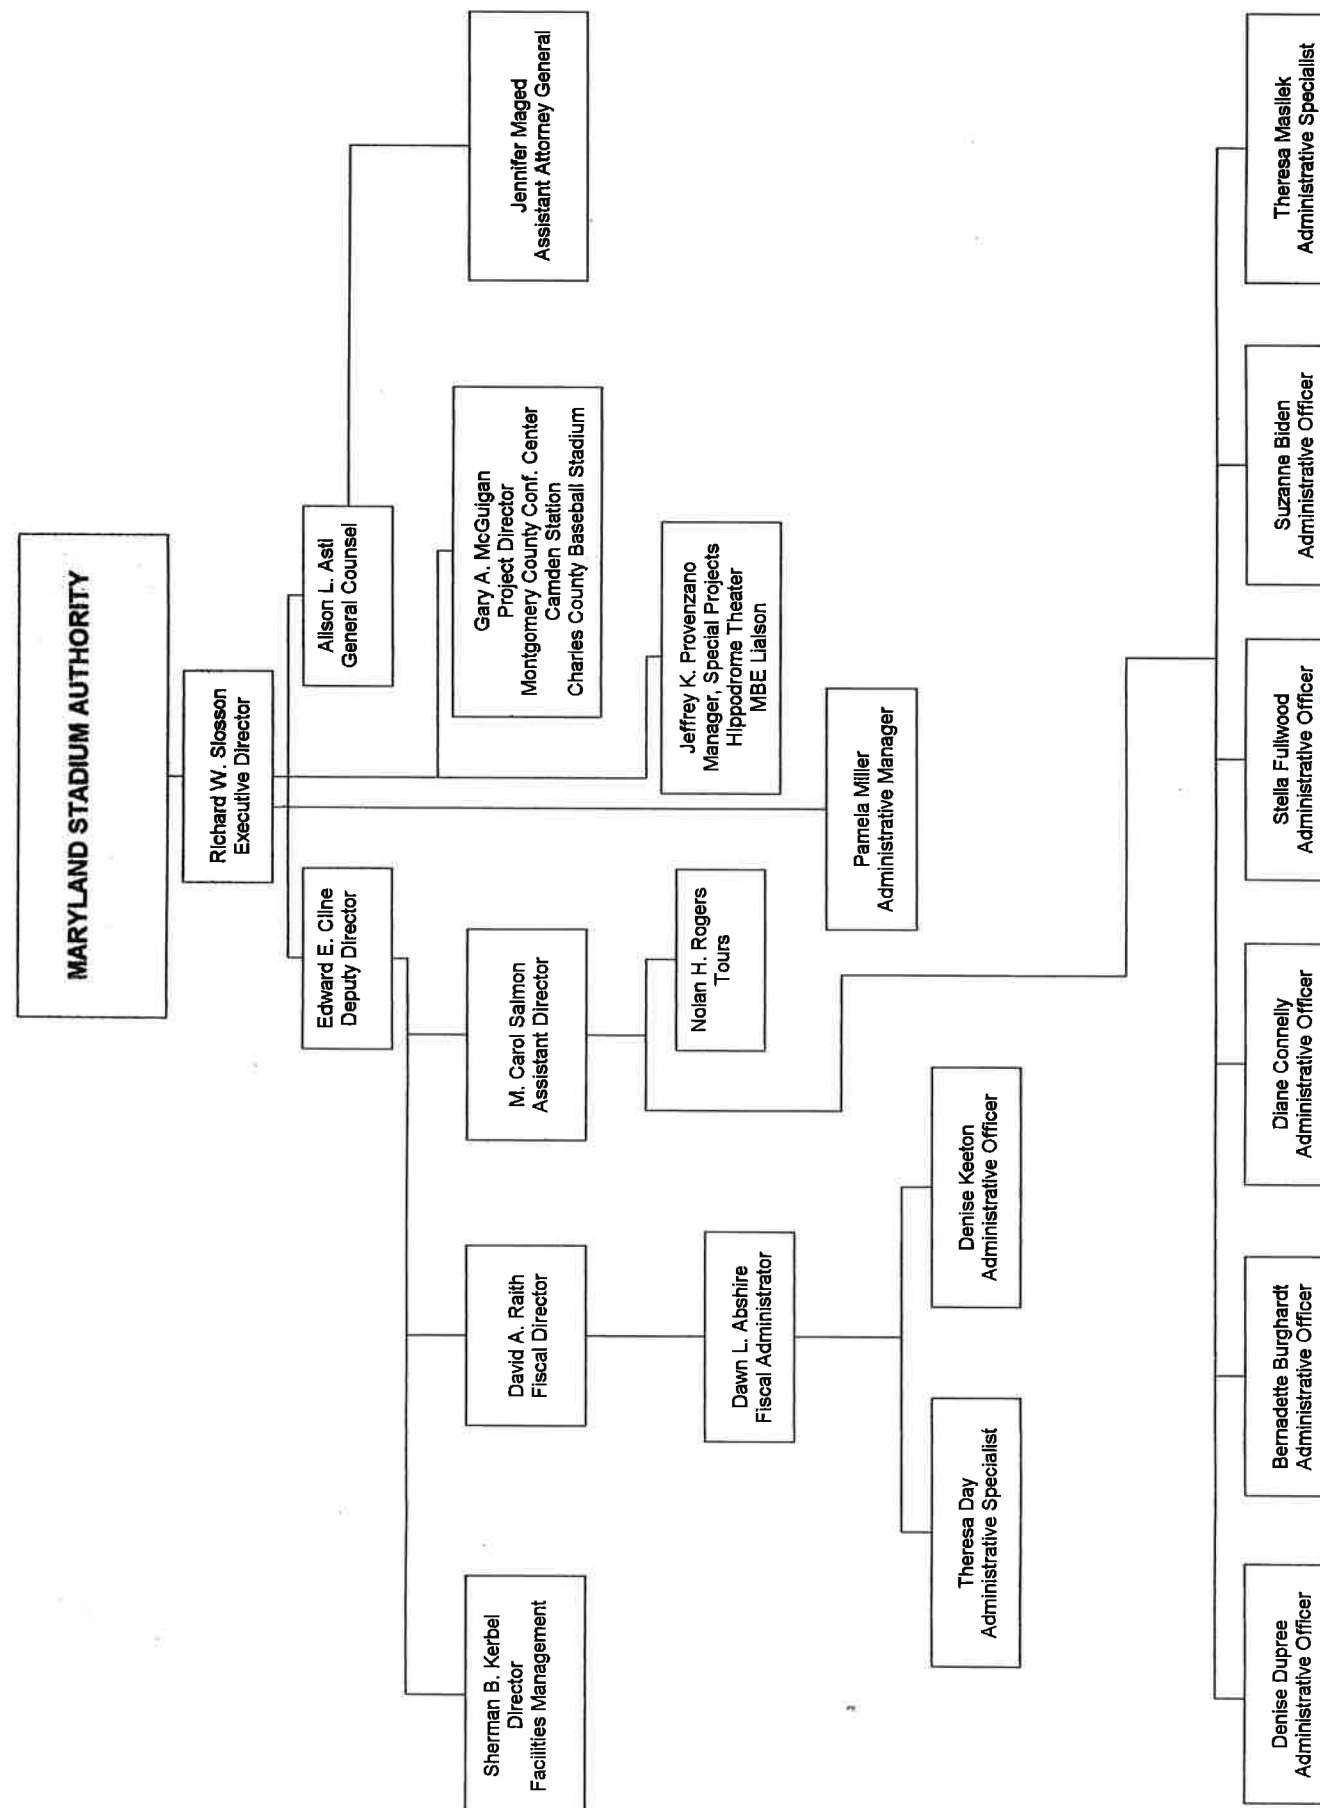 MARYLAND STADIUM AUTHORITY
Richard W. Slosson
Executive Director
Edward E. Cline
Deputy Director
Alison L. Asti
General Counsel
Sherman B. Kerbel
Director
Facilities Management
David A. Raith
Fiscal Director
M. Carol Salmon
Assistant Director
Gary A. McGuigan
Project Director
Montgomery County Conf. Center
Camden Station
Charles County Baseball Stadium
Jennifer Maged
Assistant Attorney General
Dawn L. Abshire
Fiscal Administrator
Nolan H. Rogers
Tours
Jeffrey K. Provenzano
Manager, Special Projects
Hippodrome Theater
MBE Liaison
Pamela Miller
Administrative Manager
Theresa Day
Administrative Specialist
Denise Keeton
Administrative Officer
Denise Dupree
Administrative Officer
Bernadette Burghardt
Administrative Officer
Diane Connelly
Administrative Officer
Stella Fullwood
Administrative Officer
Suzanne Biden
Administrative Officer
Theresa Masilek
Administrative Specialist